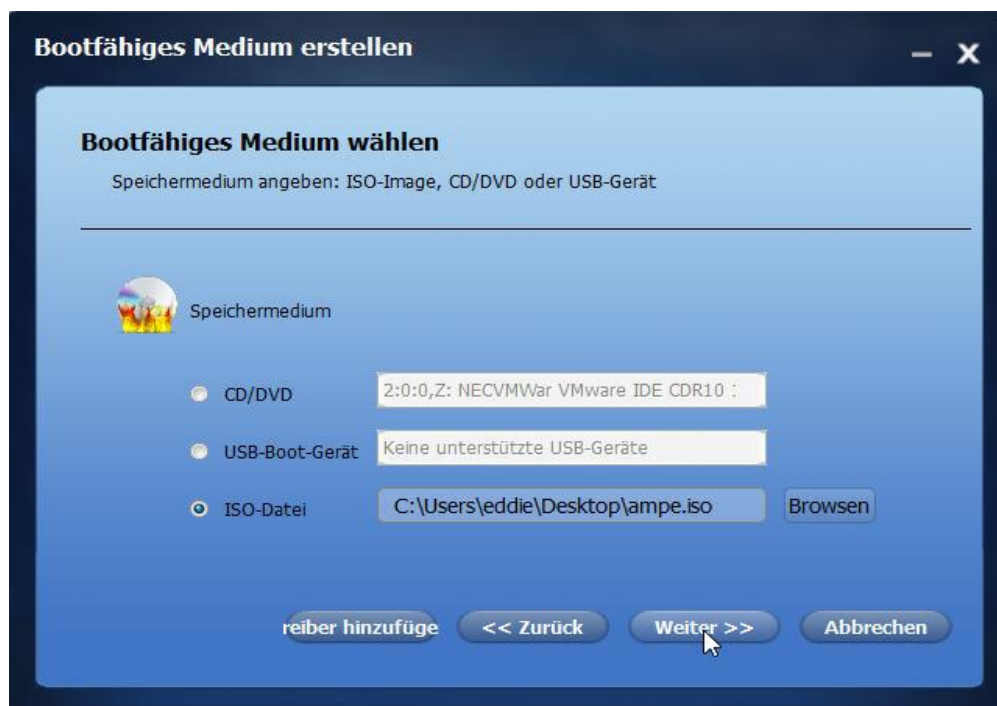 Bootfähiges Medium erstellen
Bootfähiges Medium wählen
Speichermedium angeben: ISO-Image, CD/DVD oder USB-Gerät
Speichermedium
CD/DVD 2:0:0,Z: NECVMWar VMware IDE CDR10
USB-Boot-Gerät Keine unterstützte USB-Geräte
ISO-Datei C:\Users\eddie\Desktop\ampe.iso Browsen
reiber hinzufüge << Zurück Weiter >> Abbrechen